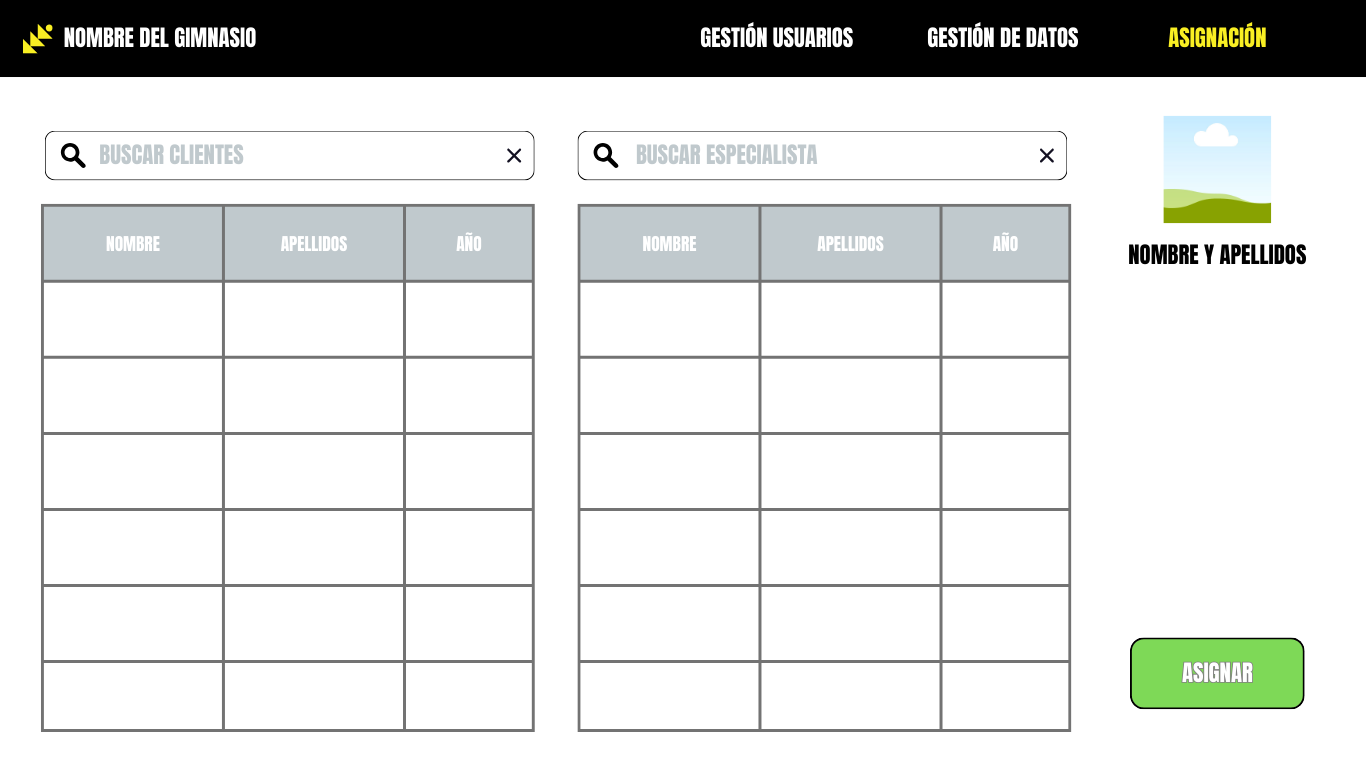 NOMBRE DEL GIMNASIO
GESTIÓN USUARIOS
GESTIÓN DE DATOS
ASIGNACIÓN
BUSCAR CLIENTES
BUSCAR ESPECIALISTA
NOMBRE APELLIDOS AÑO
NOMBRE APELLIDOS AÑO
NOMBRE Y APELLIDOS
ASIGNAR